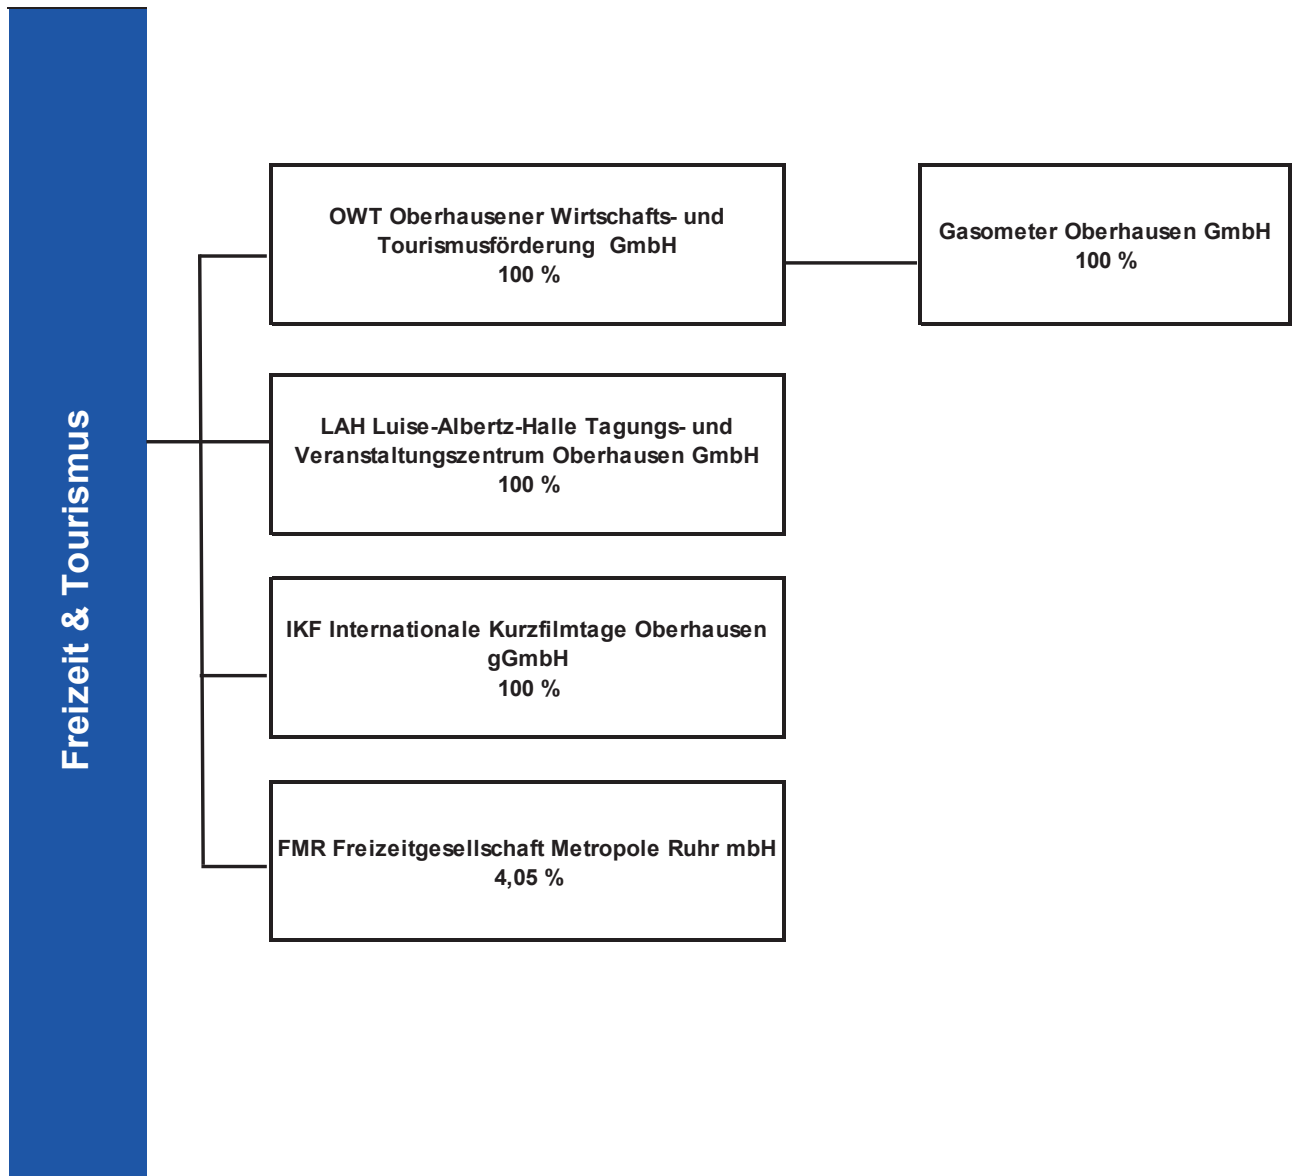 Freizeit & Tourismus
OWT Oberhausener Wirtschafts- und
Tourismusförderung GmbH
100 %
Gasometer Oberhausen GmbH
100 %
LAH Luise-Albertz-Halle Tagungs- und
Veranstaltungszentrum Oberhausen GmbH
100 %
IKF Internationale Kurzfilmtage Oberhausen
gGmbH
100 %
FMR Freizeitgesellschaft Metropole Ruhr mbH
4,05 %